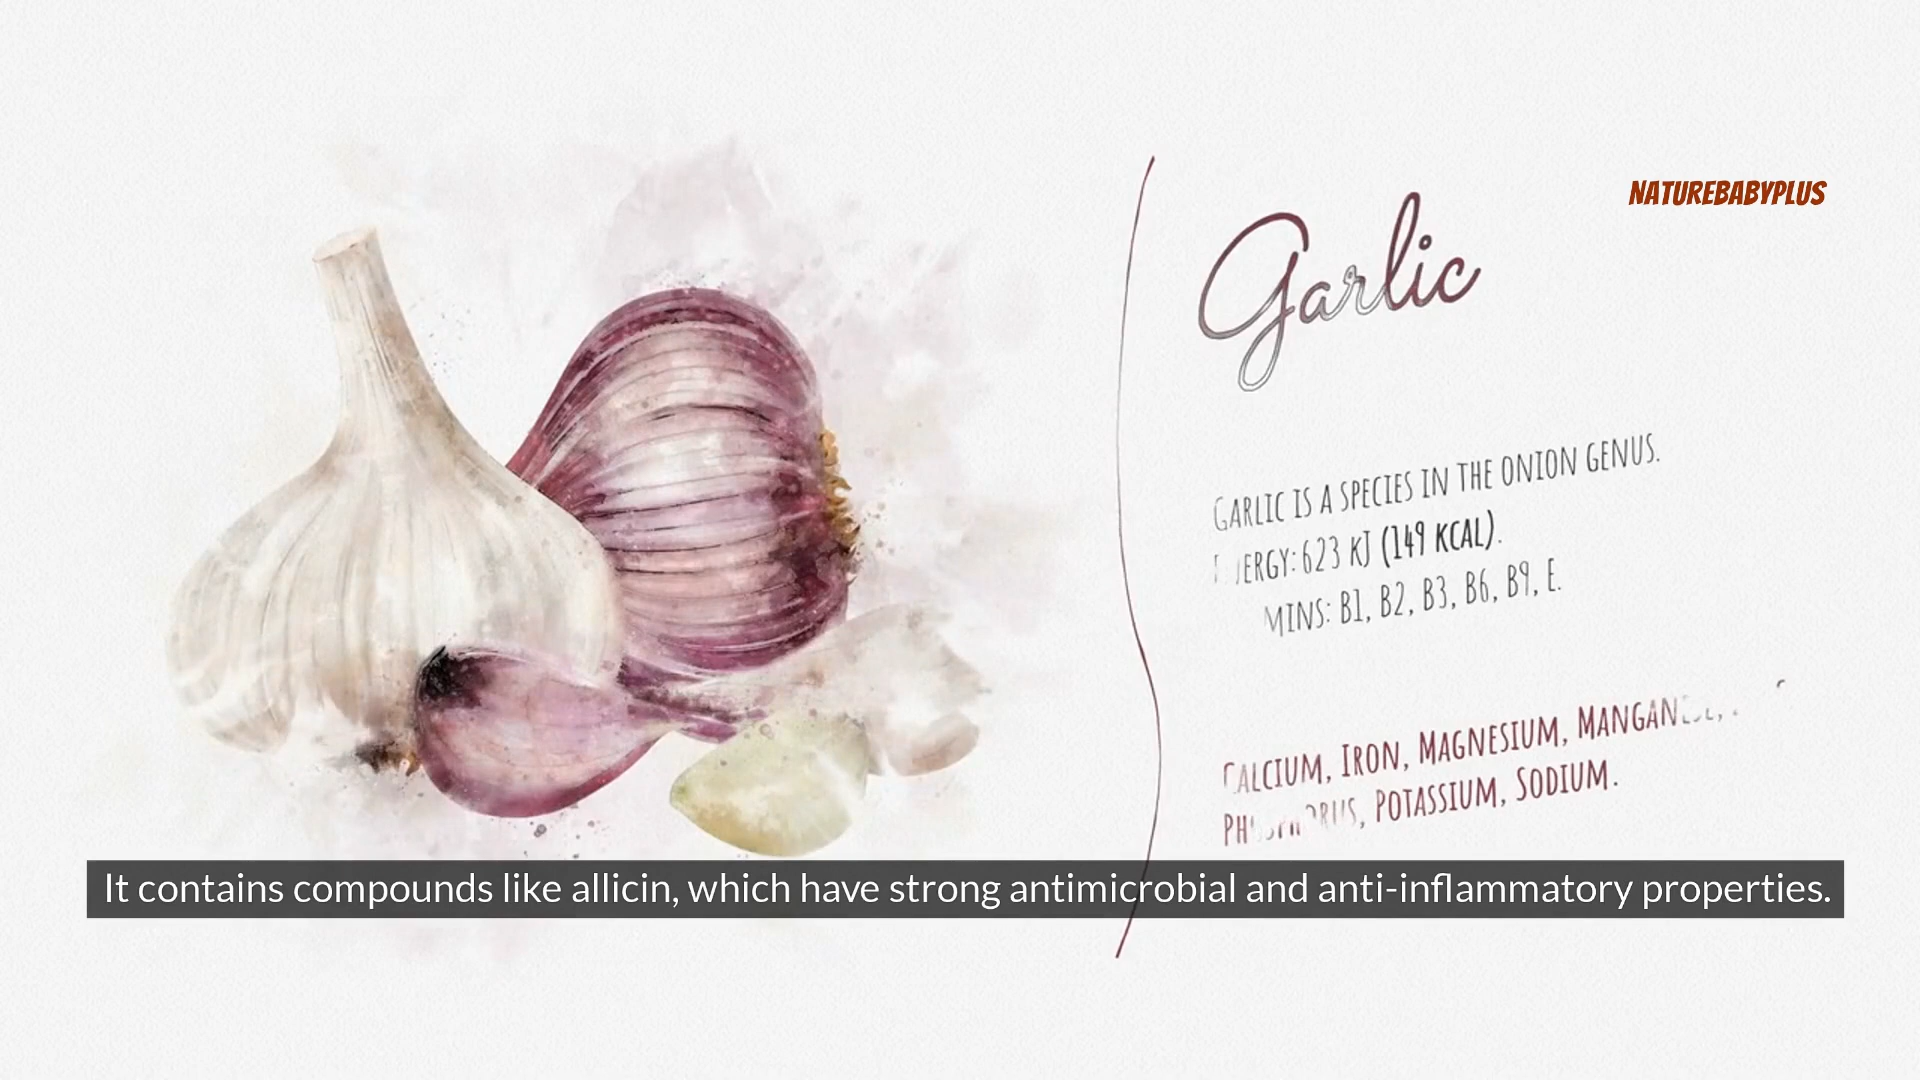 NATUREBABYPLUS
Garlic
GARLIC IS A SPECIES IN THE ONION GENUS.
623 KJ (149 KCAL).
B1, B2, B3, B6, B9, E.
CALCIUM, IRON, MAGNESIUM,
POTASSIUM, SODIUM.
It contains compounds like allicin, which have strong antimicrobial and anti-inflammatory properties.